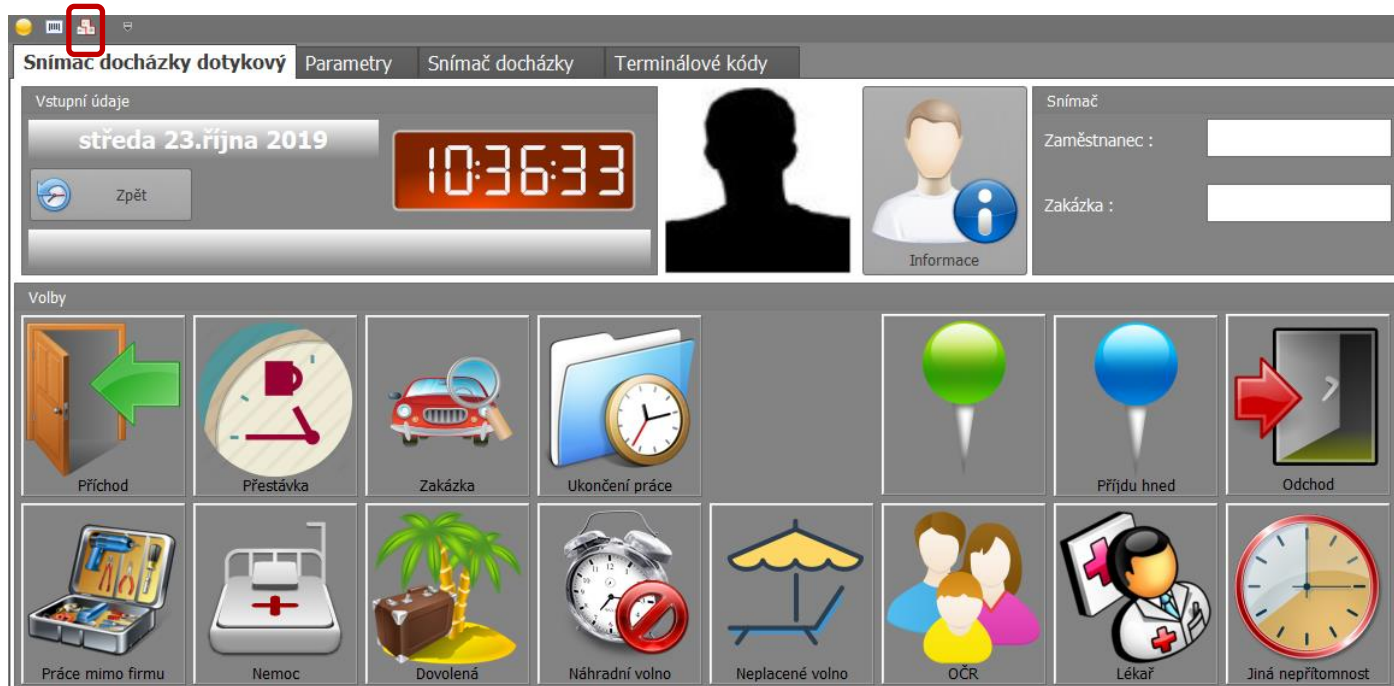 Snímač docházky dotykový
Parametry
Snímač docházky
Terminálové kódy
Vstupní údaje
středa 23.října 2019
10:36:33
Zpět
Informace
Snímač
Zaměstnanec :
Zakázka :
Volby
Příchod
Přestávka
Zakázka
Ukončení práce
Příjdu hned
Odchod
Práce mimo firmu
Nemoc
Dovolená
Náhradní volno
Neplacené volno
OČR
Lékař
Jiná nepřítomnost